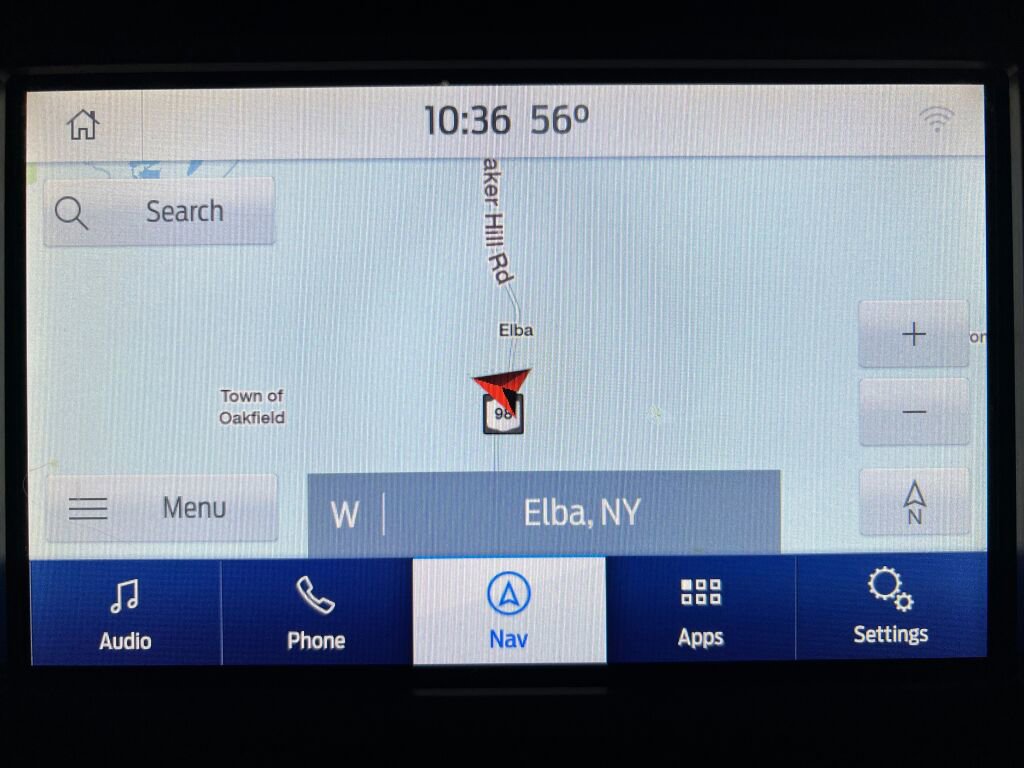 10:36 56º
Search
aker Hill Rd
Elba
Town of
Oakfield
98
Menu
W
Elba, NY
N
Audio
Phone
Nav
Apps
Settings